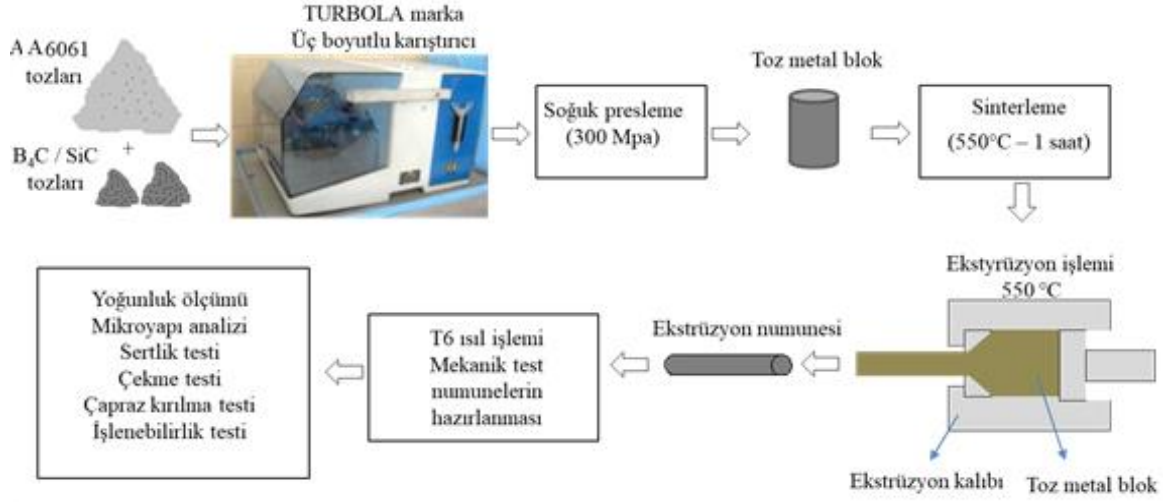 AA6061
tozları
+
B₄C / SiC
tozları
TURBOLA marka
Üç boyutlu karıştırıcı
Soğuk presleme
(300 Mpa)
Toz metal blok
Sinterleme
(550°C – 1 saat)
Ekstyrüzyon işlemi
550 °C
Ekstrüzyon kalıbı
Toz metal blok
Ekstrüzyon numunesi
T6 ısıl işlemi
Mekanik test
numunelerin
hazırlanması
Yoğunluk ölçümü
Mikroyapı analizi
Sertlik testi
Çekme testi
Çapraz kırılma testi
İşlenebilirlik testi